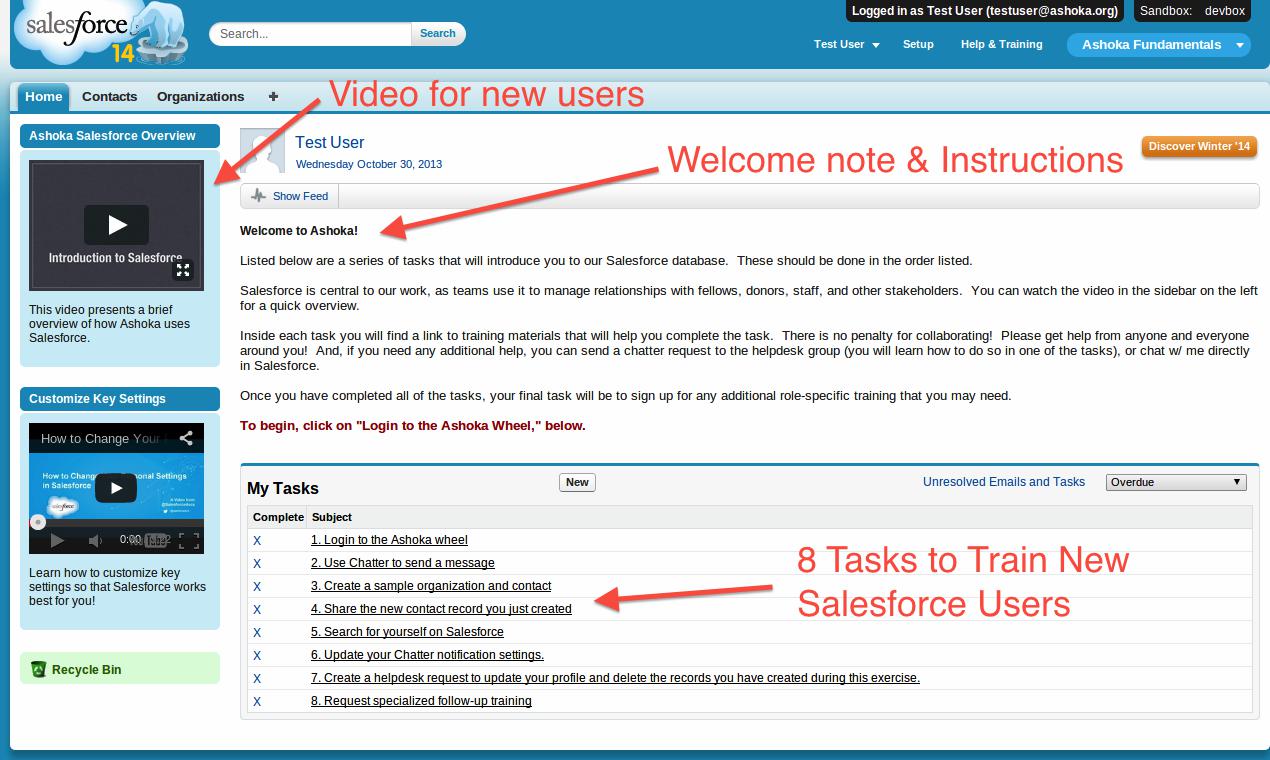 salesforce
14
Search...
Search
Logged in as Test User (testuser@ashoka.org)
Sandbox: devbox
Test User
Setup
Help & Training
Ashoka Fundamentals
Home
Contacts
Organizations
+
Video for new users
Ashoka Salesforce Overview
Introduction to Salesforce
This video presents a brief
overview of how Ashoka uses
Salesforce.
Customize Key Settings
How to Change Your
How to Change
sonal Settings
in Salesforce
salesforce
0:00
Learn how to customize key
settings so that Salesforce works
best for you!
Recycle Bin
Test User
Wednesday October 30, 2013
Welcome note & Instructions
Discover Winter '14
Show Feed
Welcome to Ashoka!
Listed below are a series of tasks that will introduce you to our Salesforce database.  These should be done in the order listed.
Salesforce is central to our work, as teams use it to manage relationships with fellows, donors, staff, and other stakeholders.  You can watch the video in the sidebar on the left
for a quick overview.
Inside each task you will find a link to training materials that will help you complete the task.  There is no penalty for collaborating!  Please get help from anyone and everyone
around you!  And, if you need any additional help, you can send a chatter request to the helpdesk group (you will learn how to do so in one of the tasks), or chat w/ me directly
in Salesforce.
Once you have completed all of the tasks, your final task will be to sign up for any additional role-specific training that you may need.
To begin, click on "Login to the Ashoka Wheel," below.
My Tasks
New
Unresolved Emails and Tasks
Overdue
Complete Subject
X 1. Login to the Ashoka wheel
X 2. Use Chatter to send a message
X 3. Create a sample organization and contact
X 4. Share the new contact record you just created
X 5. Search for yourself on Salesforce
X 6. Update your Chatter notification settings.
X 7. Create a helpdesk request to update your profile and delete the records you have created during this exercise.
X 8. Request specialized follow-up training
8 Tasks to Train New
Salesforce Users